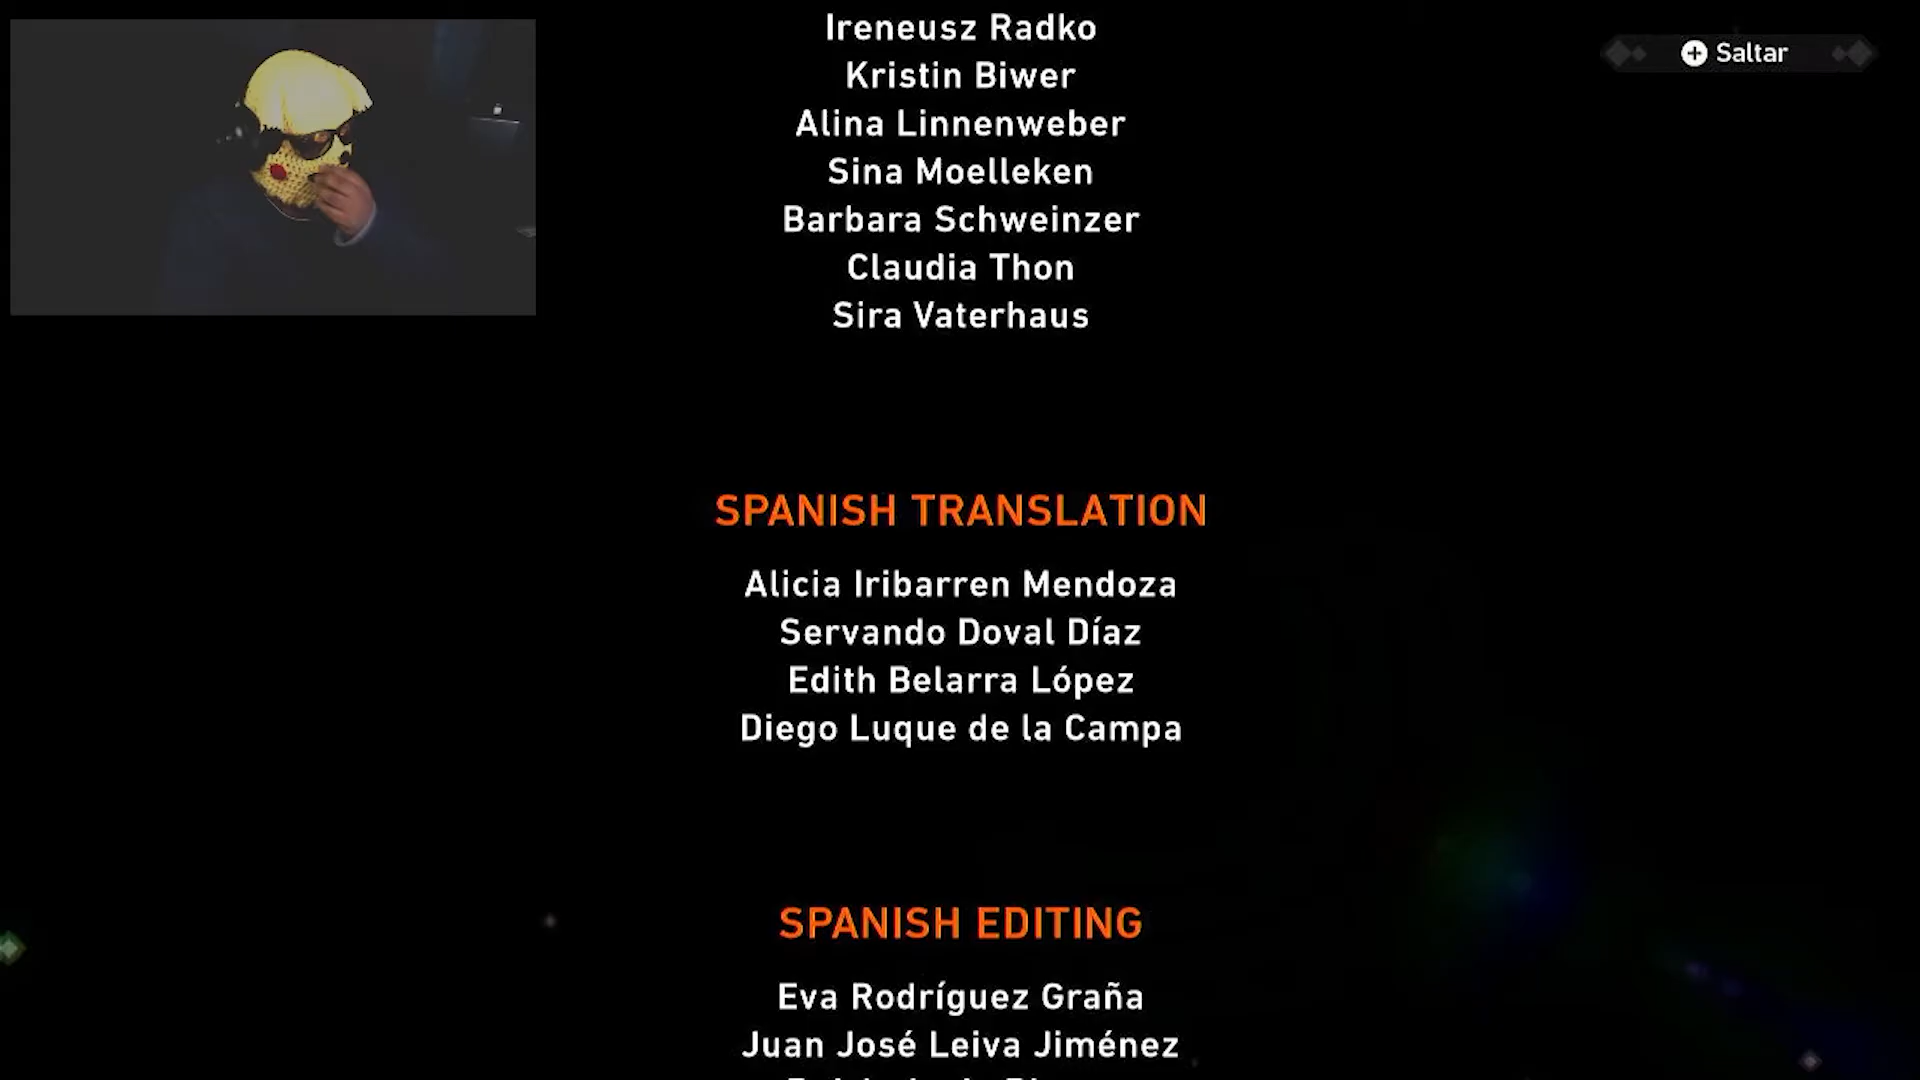 Ireneusz Radko
Saltar
Kristin Biwer
Alina Linnenweber
Sina Moelleken
Barbara Schweinzer
Claudia Thon
Sira Vaterhaus
SPANISH TRANSLATION
Alicia Iribarren Mendoza
Servando Doval Díaz
Edith Belarra López
Diego Luque de la Campa
SPANISH EDITING
Eva Rodríguez Graña
Juan José Leiva Jiménez